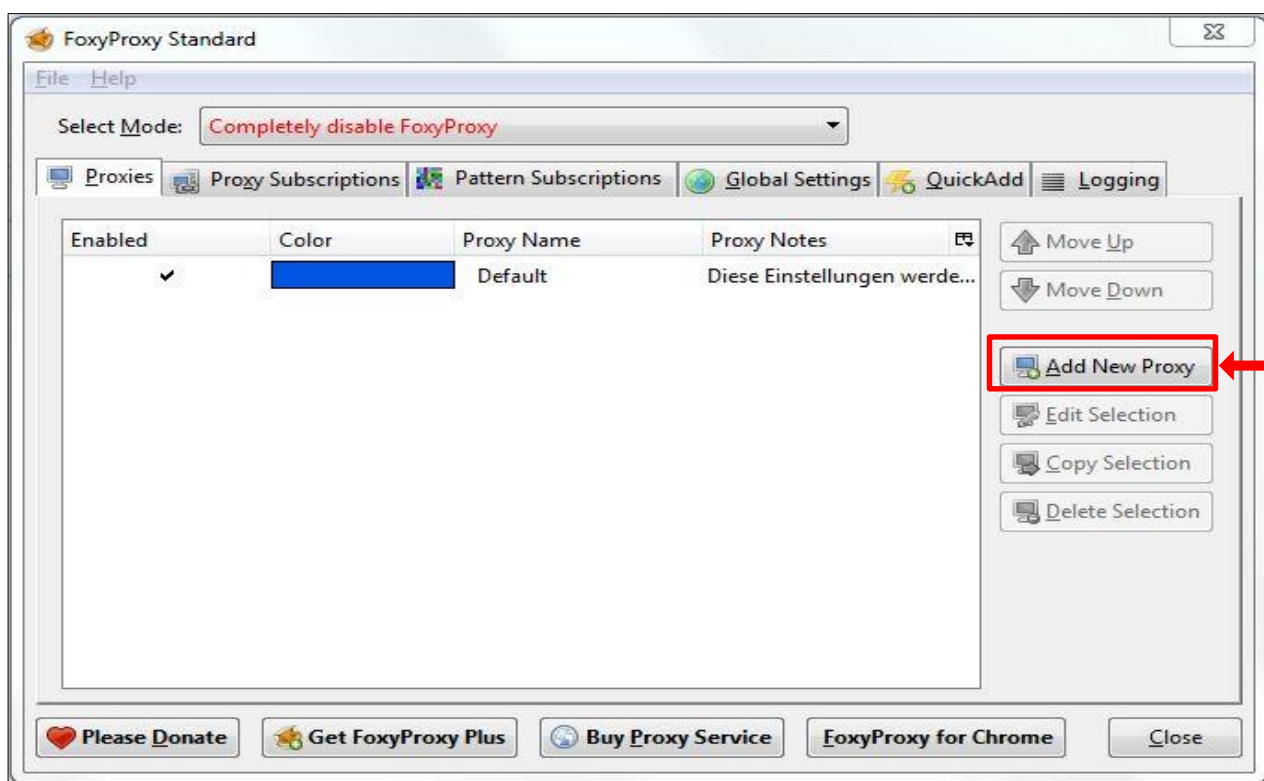 FoxyProxy Standard
File Help
Select Mode: Completely disable FoxyProxy
Proxies Proxy Subscriptions Pattern Subscriptions Global Settings QuickAdd Logging
Enabled Color Proxy Name Proxy Notes
Default Diese Einstellungen werde...
Move Up
Move Down
Add New Proxy
Edit Selection
Copy Selection
Delete Selection
Please Donate Get FoxyProxy Plus Buy Proxy Service FoxyProxy for Chrome Close